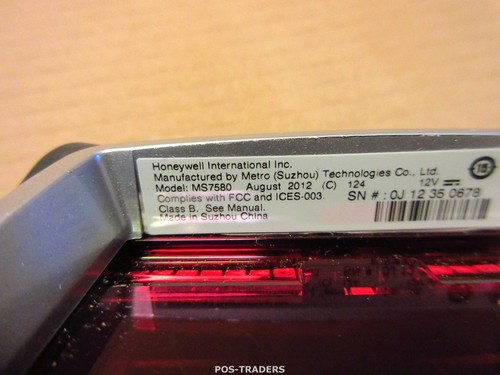 Honeywell International Inc.
Manufactured by Metro (Suzhou) Technologies Co., Ltd.
Model: MS7580 August 2012 (C) 124 12V
Complies with FCC and ICES-003. SN # : 0J 12 35 0678
Class B. See Manual.
Made in Suzhou China
POS-TRADERS